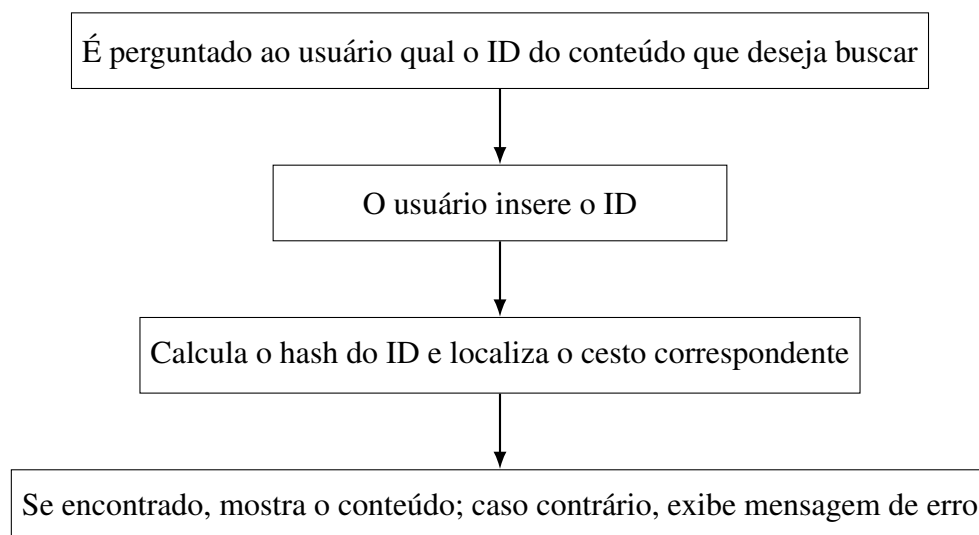 É perguntado ao usuário qual o ID do conteúdo que deseja buscar
O usuário insere o ID
Calcula o hash do ID e localiza o cesto correspondente
Se encontrado, mostra o conteúdo; caso contrário, exibe mensagem de erro